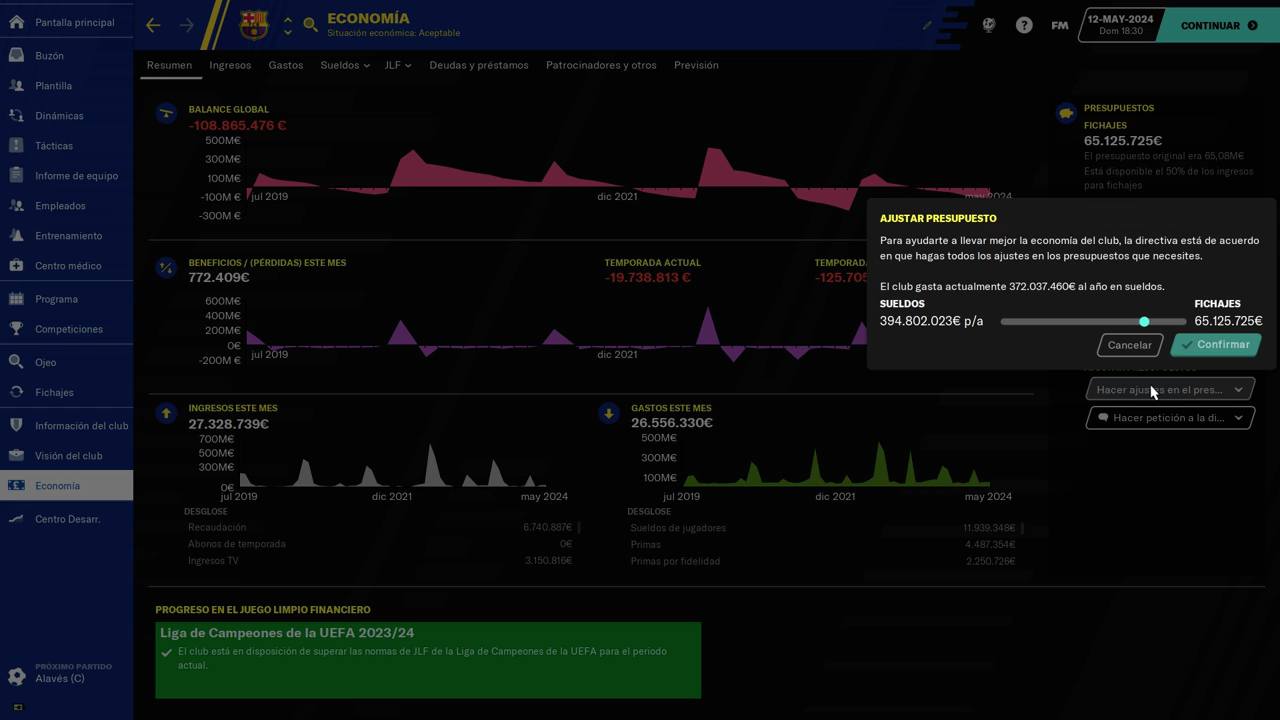 Pantalla principal
Buzón
Plantilla
Dinámicas
Tácticas
Informe de equipo
Empleados
Entrenamiento
Centro médico
Programa
Competiciones
Ojeo
Fichajes
Información del club
Visión del club
Economía
Centro Desarr.
PRÓXIMO PARTIDO
Alavés (C)
ECONOMÍA
Situación económica: Aceptable
FM
12-MAY-2024
Dom 18:30
CONTINUAR
Resumen Ingresos Gastos Sueldos JLF Deudas y préstamos Patrocinadores y otros Previsión
BALANCE GLOBAL
-108.865.476 €
500M€
300M€
100M€
-100M €
-300M €
jul 2019 dic 2021 may 2024
BENEFICIOS / (PÉRDIDAS) ESTE MES
772.409€
TEMPORADA ACTUAL
-19.738.813 €
-125.705
600M€
400M€
200M€
0€
-200M €
jul 2019 dic 2021
INGRESOS ESTE MES
27.328.739€
700M€
500M€
300M€
0€
jul 2019 dic 2021 may 2024
DESGLOSE
Recaudación 6.740.887€
Abonos de temporada 0€
Ingresos TV 3.150.816€
GASTOS ESTE MES
26.556.330€
500M€
300M€
100M€
jul 2019 dic 2021 may 2024
DESGLOSE
Sueldos de jugadores 11.939.348€
Primas 4.487.354€
Primas por fidelidad 2.250.726€
PROGRESO EN EL JUEGO LIMPIO FINANCIERO
Liga de Campeones de la UEFA 2023/24
El club está en disposición de superar las normas de JLF de la Liga de Campeones de la UEFA para el periodo
actual.
PRESUPUESTOS
FICHAJES
65.125.725€
El presupuesto original era 65,08M€
Está disponible el 50% de los ingresos
para fichajes
AJUSTAR PRESUPUESTO
Para ayudarte a llevar mejor la economía del club, la directiva está de acuerdo
en que hagas todos los ajustes en los presupuestos que necesites.
El club gasta actualmente 372.037.460€ al año en sueldos.
SUELDOS FICHAJES
394.802.023€ p/a 65.125.725€
Cancelar Confirmar
Hacer ajustes en el pres...
Hacer petición a la di...